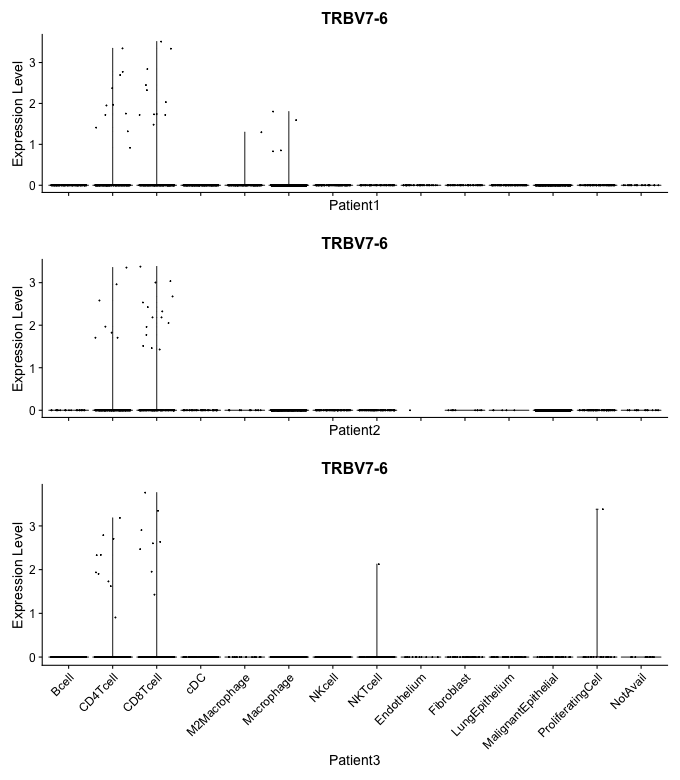 TRBV7-6
Expression Level
3
2
1
0
Patient1
TRBV7-6
Expression Level
3
2
1
0
Patient2
TRBV7-6
Expression Level
3
2
1
0
Bcell
CD4Tcell
CD8Tcell
cDC
M2Macrophage
Macrophage
NKcell
NKTcell
Endothelium
Fibroblast
LungEpithelium
MalignantEpithelial
ProliferatingCell
NotAvail
Patient3